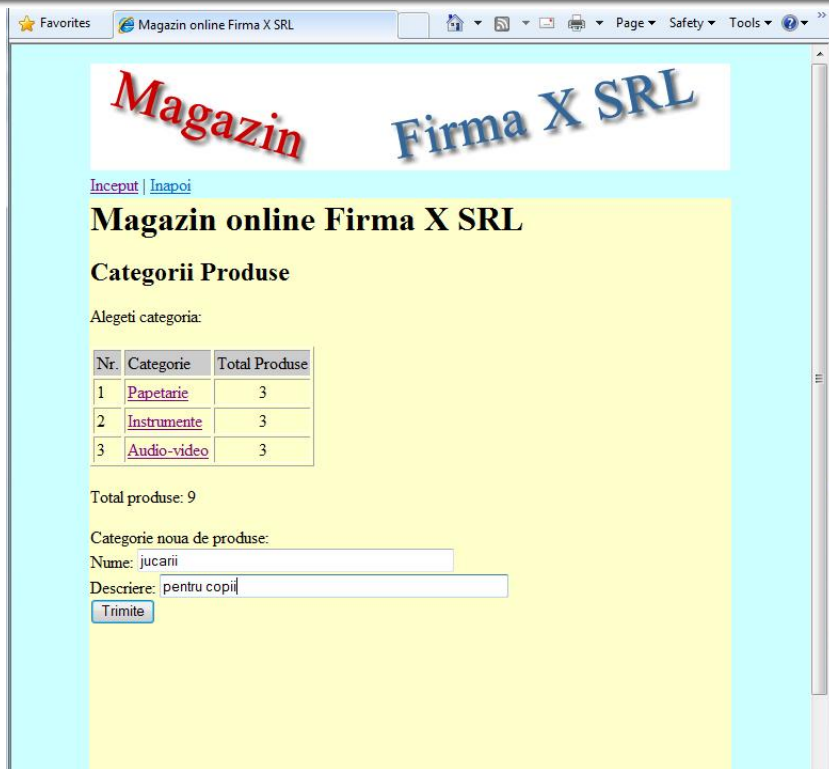 Favorites
Magazin online Firma X SRL
Page
Safety
Tools
Magazin
Firma X SRL
Inceput | Inapoi
Magazin online Firma X SRL
Categorii Produse
Alegeti categoria:
Nr. Categorie Total Produse
1 Papetarie 3
2 Instrumente 3
3 Audio-video 3
Total produse: 9
Categorie noua de produse:
Nume: jucarii
Descriere: pentru copii
Trimite